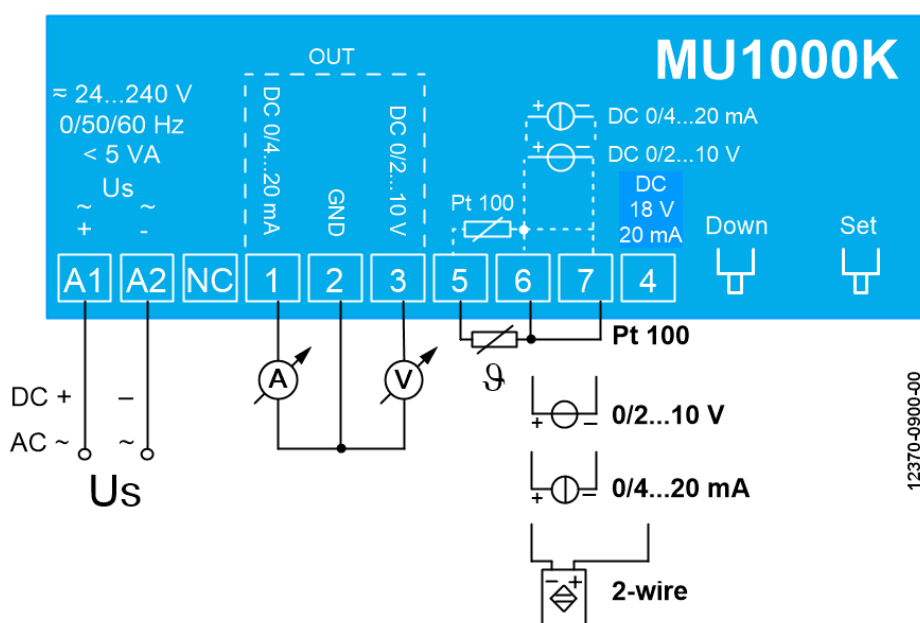 MU1000K
OUT
≂ 24...240 V
0/50/60 Hz
< 5 VA
Us
~ ~
+ -
DC 0/4...20 mA
GND
DC 0/2...10 V
+ − DC 0/4...20 mA
+ − DC 0/2...10 V
Pt 100
DC
18 V
20 mA
Down
Set
A1 A2 NC 1 2 3 5 6 7 4
A
V
Pt 100
ϑ
DC + −
AC ~ ~
Us
+ − 0/2...10 V
+ − 0/4...20 mA
− + 2-wire
12370-0900-00